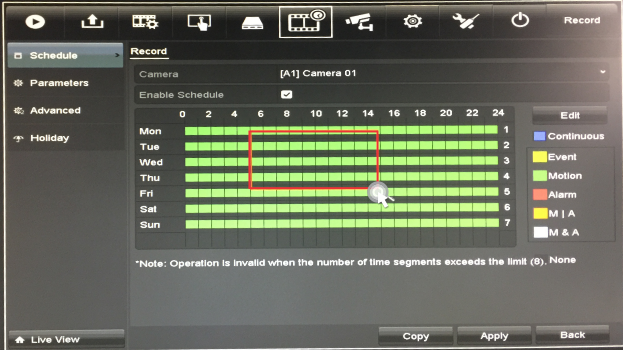 Record
Schedule >
Parameters
Advanced
Holiday
Record
Camera [A1] Camera 01
Enable Schedule
0 2 4 6 8 10 12 14 16 18 20 22 24
Mon 1
Tue 2
Wed 3
Thu 4
Fri 5
Sat 6
Sun 7
Edit
Continuous
Event
Motion
Alarm
M | A
M & A
None
*Note: Operation is invalid when the number of time segments exceeds the limit (8).
Live View
Copy Apply Back